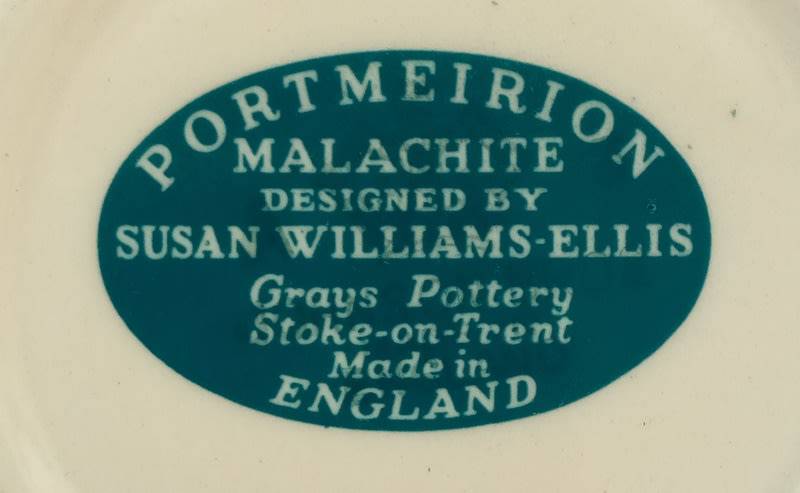 PORTMEIRION
MALACHITE
DESIGNED BY
SUSAN WILLIAMS-ELLIS
Grays Pottery
Stoke-on-Trent
Made in
ENGLAND